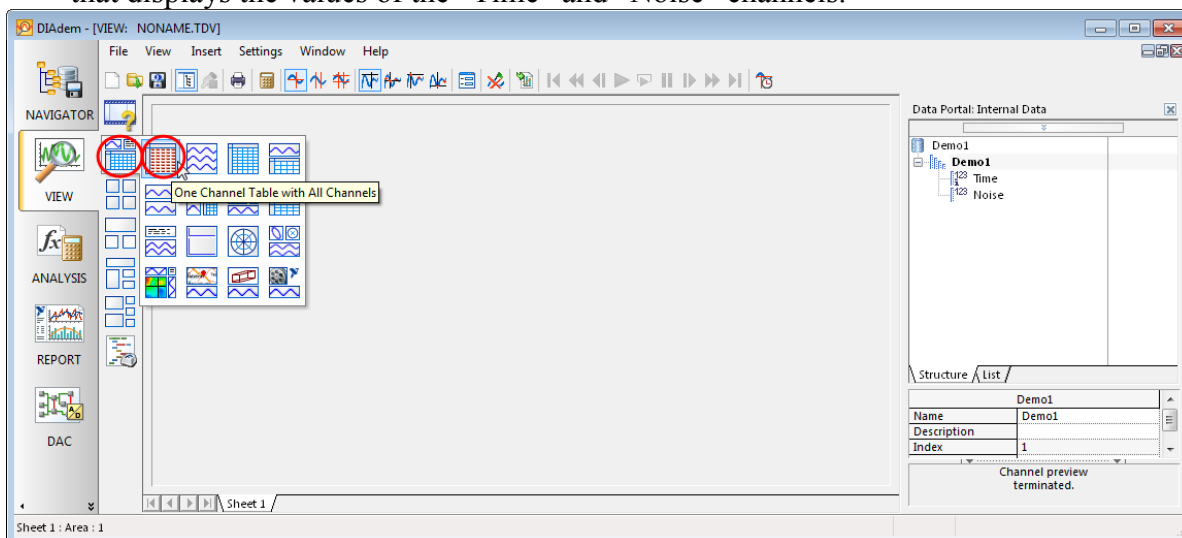 that displays the values of the "Time" and "Noise" channels.
DIAdem - [VIEW: NONAME.TDV]
File View Insert Settings Window Help
NAVIGATOR
VIEW
ANALYSIS
REPORT
DAC
One Channel Table with All Channels
Sheet 1
Data Portal: Internal Data
Demo1
Demo1
Time
Noise
Structure List
Demo1
Name Demo1
Description
Index 1
Channel preview
terminated.
Sheet 1 : Area : 1